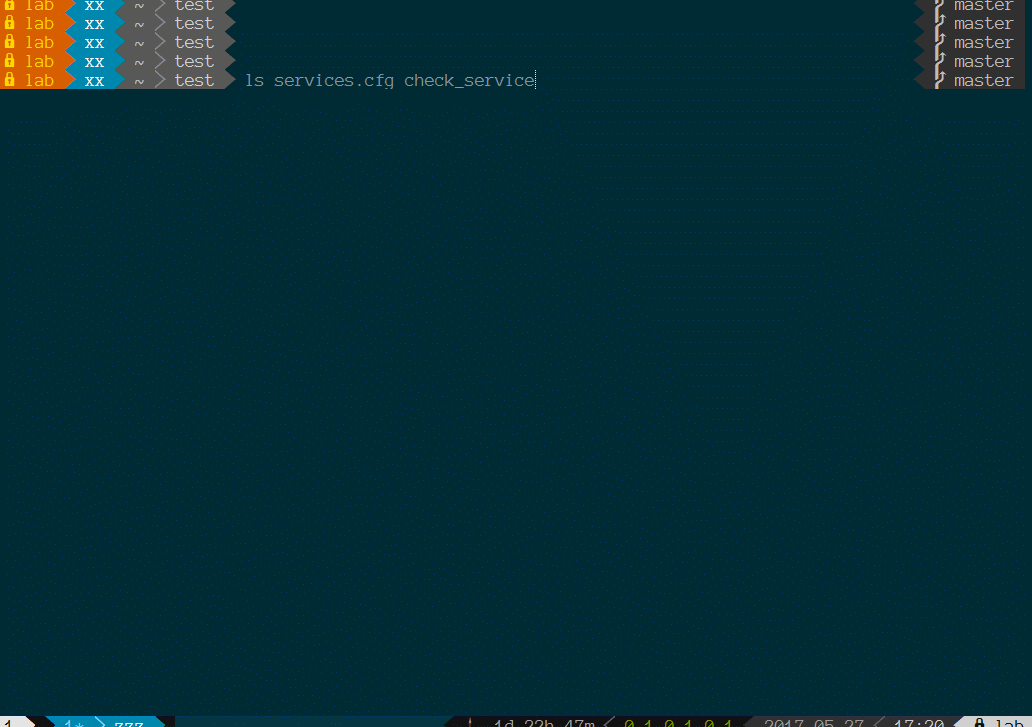 lab xx ~ test master
lab xx ~ test master
lab xx ~ test master
lab xx ~ test master
lab xx ~ test ls services.cfg check_service master
1 1* zzz 1d 22h 47m 0.1 0.1 0.1 2017-05-27 17:20 lab